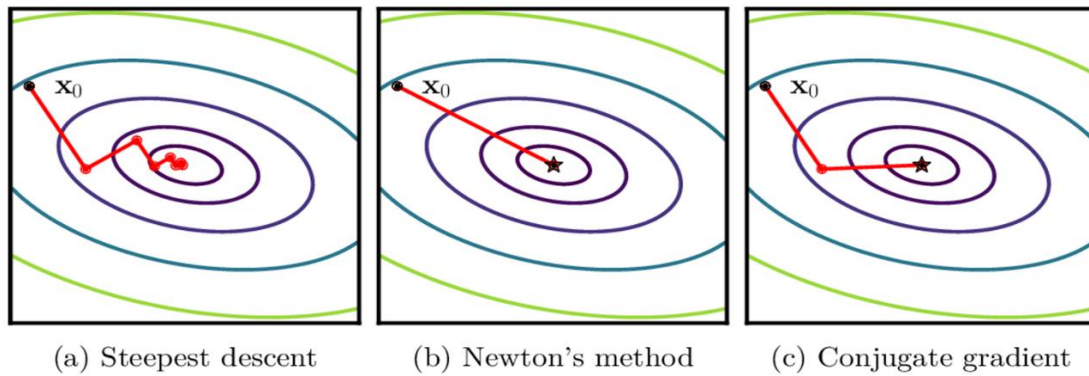 x₀
x₀
x₀
(a) Steepest descent
(b) Newton's method
(c) Conjugate gradient